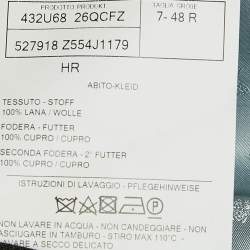 PRODOTTO PRODUKT
TAGLIA GRÖßE
432U68 26QCFZ
7- 48 R
527918 Z554J1179
HR
ABITO-KLEID
TESSUTO - STOFF
100% LANA / WOLLE
FODERA - FUTTER
100% CUPRO / CUPRO
SECONDA FODERA - 2° FUTTER
100% CUPRO / CUPRO
ISTRUZIONI DI LAVAGGIO - PFLEGEHINWEISE
P
NON LAVARE IN ACQUA - NON CANDEGGIARE - NON
ASCIUGARE IN TAMBURO - STIRO MAX 110°C -
LAVARE A SECCO DELICATO